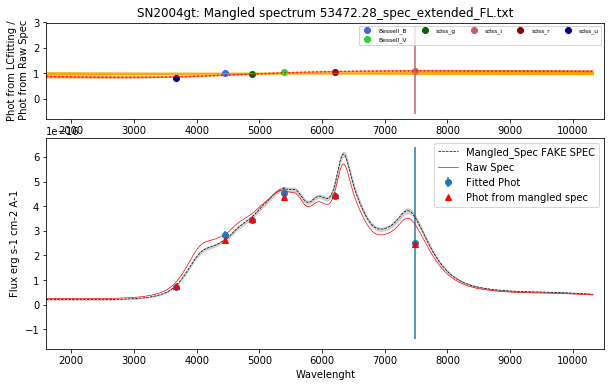 SN2004gt: Mangled spectrum 53472.28_spec_extended_FL.txt
Phot from LCfitting /
Phot from Raw Spec
3
2
1
0
Bessell_B
Bessell_V
sdss_g
sdss_i
sdss_r
sdss_u
2000 3000 4000 5000 6000 7000 8000 9000 10000
1e−16
Flux erg s-1 cm-2 A-1
6
5
4
3
2
1
0
−1
Mangled_Spec FAKE SPEC
Raw Spec
Fitted Phot
Phot from mangled spec
2000 3000 4000 5000 6000 7000 8000 9000 10000
Wavelenght